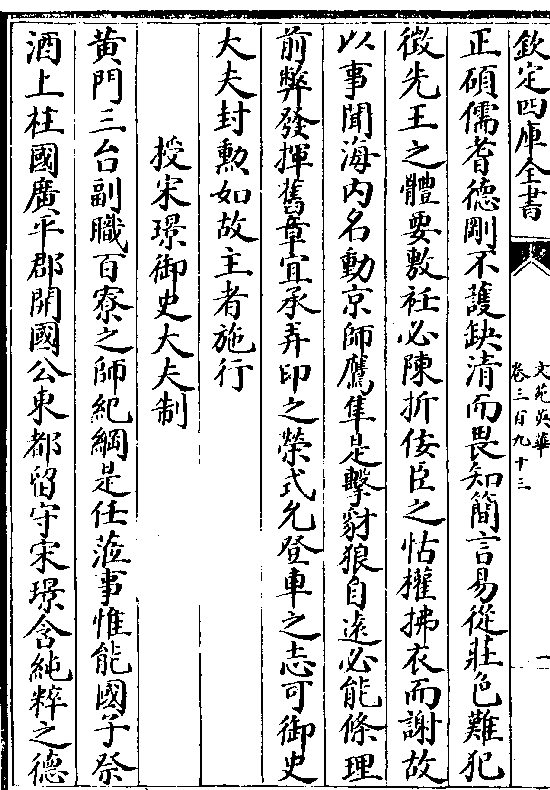 欽定四庫全書
文苑英華
卷三百九十三
一
正碩儒耆德剛不護缺清而畏知簡言易從莊色難犯
徴先王之體要敷衽必陳折佞臣之怙權拂衣而謝故
以事聞海内名動京師鷹隼是擊豺狼自逺必能條理
前弊發揮舊章宜承弄印之榮式允登車之志可御史
大夫封勲如故主者施行
授宋璟御史大夫制
黄門三台副職百寮之師紀綱是任蒞事惟能國子祭
酒上柱國廣平郡開國公東都留守宋璟含純粹之德